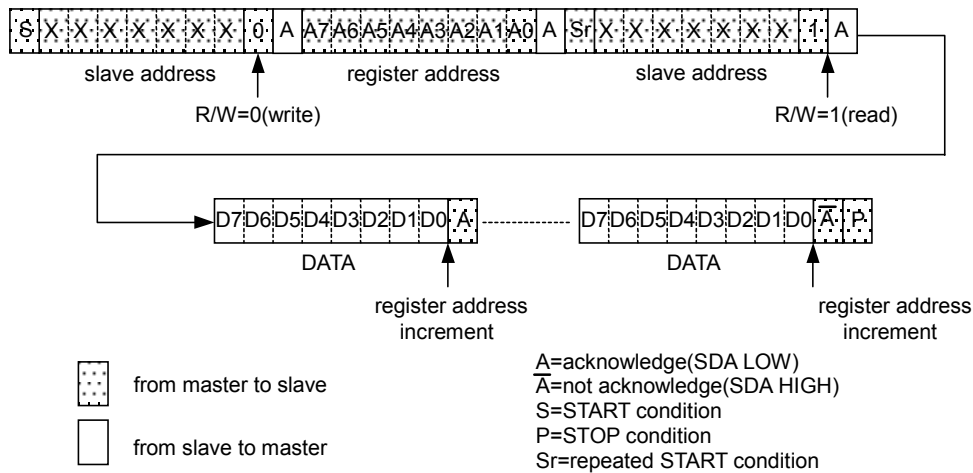 S X X X X X X X 0 A A7 A6 A5 A4 A3 A2 A1 A0 A Sr X X X X X X X 1 A
slave address register address slave address
R/W=0(write) R/W=1(read)
D7 D6 D5 D4 D3 D2 D1 D0 A D7 D6 D5 D4 D3 D2 D1 D0 A̅ P
DATA DATA
register address register address
increment increment
A=acknowledge(SDA LOW)
from master to slave A̅=not acknowledge(SDA HIGH)
S=START condition
from slave to master P=STOP condition
Sr=repeated START condition